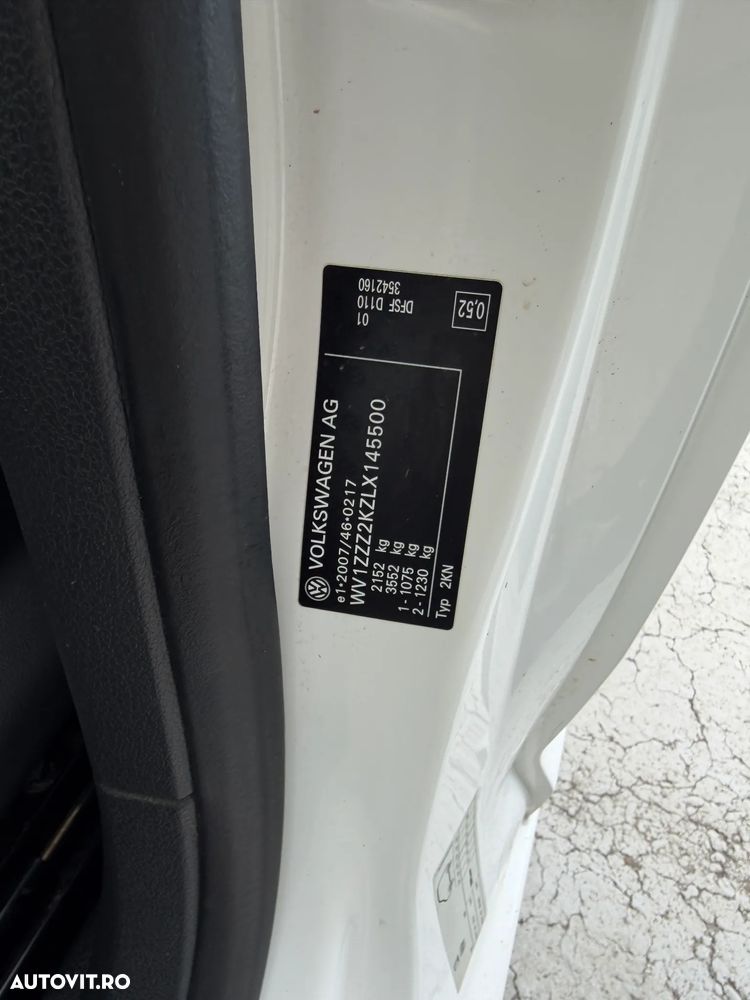 VOLKSWAGEN AG
e1*2007/46*0217
WV1ZZZ2KZLX145500
2152 kg
3552 kg
1-1075 kg
2-1230 kg
Typ 2KN
01
DFSF D110
3542160
0,52
AUTOVIT.RO